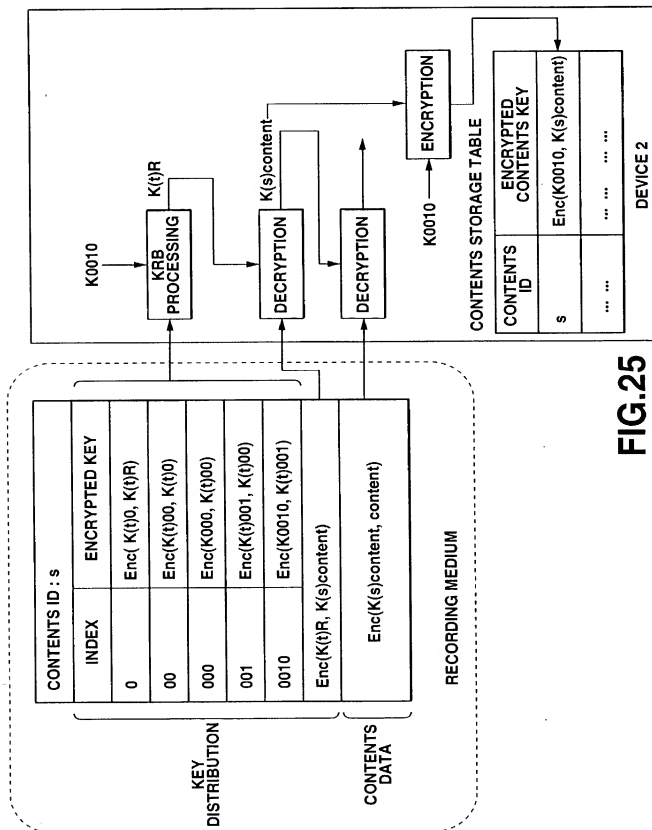 CONTENTS ID : s
INDEX ENCRYPTED KEY
0 Enc( K(t)0, K(t)R)
00 Enc(K(t)00, K(t)0)
000 Enc(K000, K(t)00)
001 Enc(K(t)001, K(t)00)
0010 Enc(K0010, K(t)001)
Enc(K(t)R, K(s)content)
Enc(K(s)content, content)
KEY
DISTRIBUTION
CONTENTS
DATA
RECORDING MEDIUM
K0010
KRB
PROCESSING
K(t)R
DECRYPTION
K(s)content
DECRYPTION
K0010
ENCRYPTION
CONTENTS STORAGE TABLE
CONTENTS
ID
ENCRYPTED
CONTENTS KEY
s Enc(K0010, K(s)content)
... ... ... ...
... ...
DEVICE 2
FIG.25